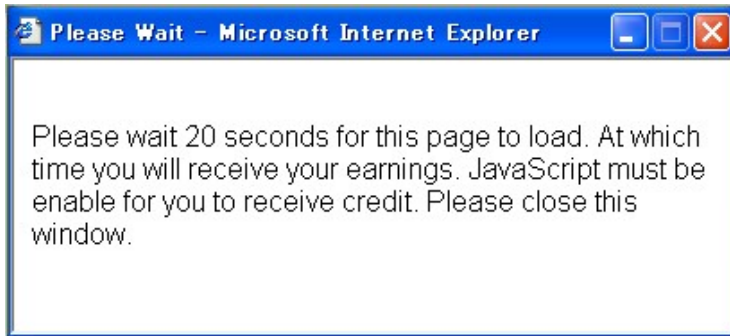 Please Wait - Microsoft Internet Explorer
Please wait 20 seconds for this page to load. At which
time you will receive your earnings. JavaScript must be
enable for you to receive credit. Please close this
window.